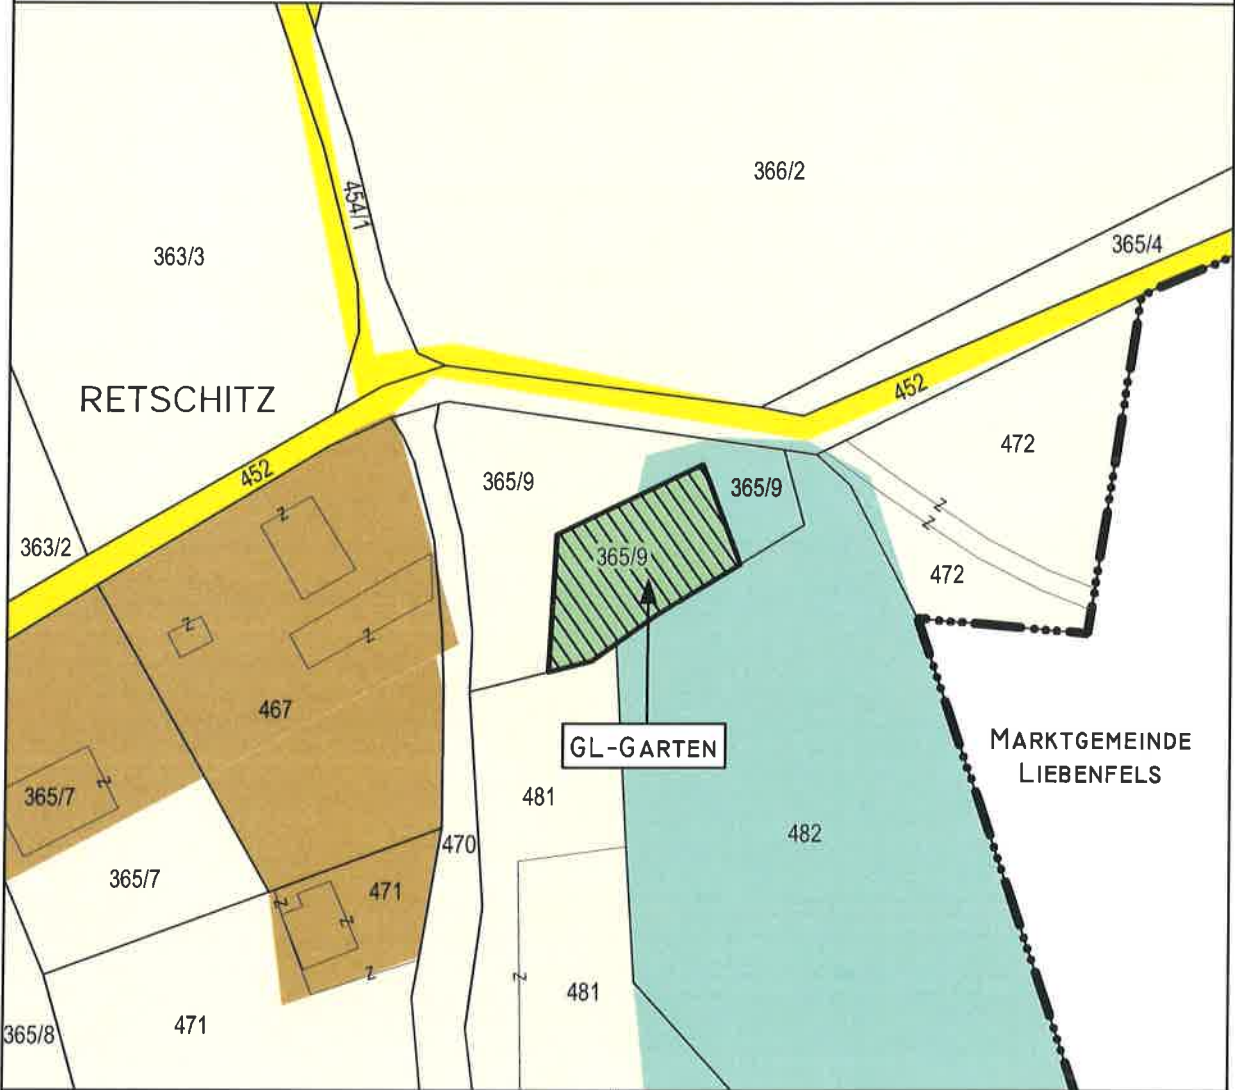 366/2
454/1
363/3
365/4
RETSCHITZ
452
452
472
365/9
365/9
363/2
365/9
472
467
GL-GARTEN
MARKTGEMEINDE
LIEBENFELS
365/7
481
482
470
365/7
471
481
471
365/8
z
z
z
z
z
z
z
z
z
z